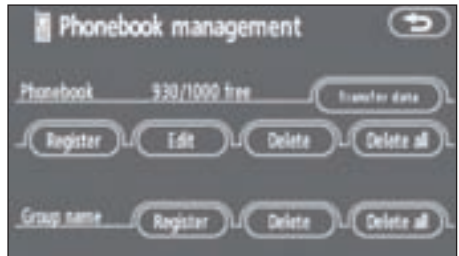 Phonebook management
Phonebook 930/1000 free Transfer data
Register Edit Delete Delete all
Group name Register Delete Delete all